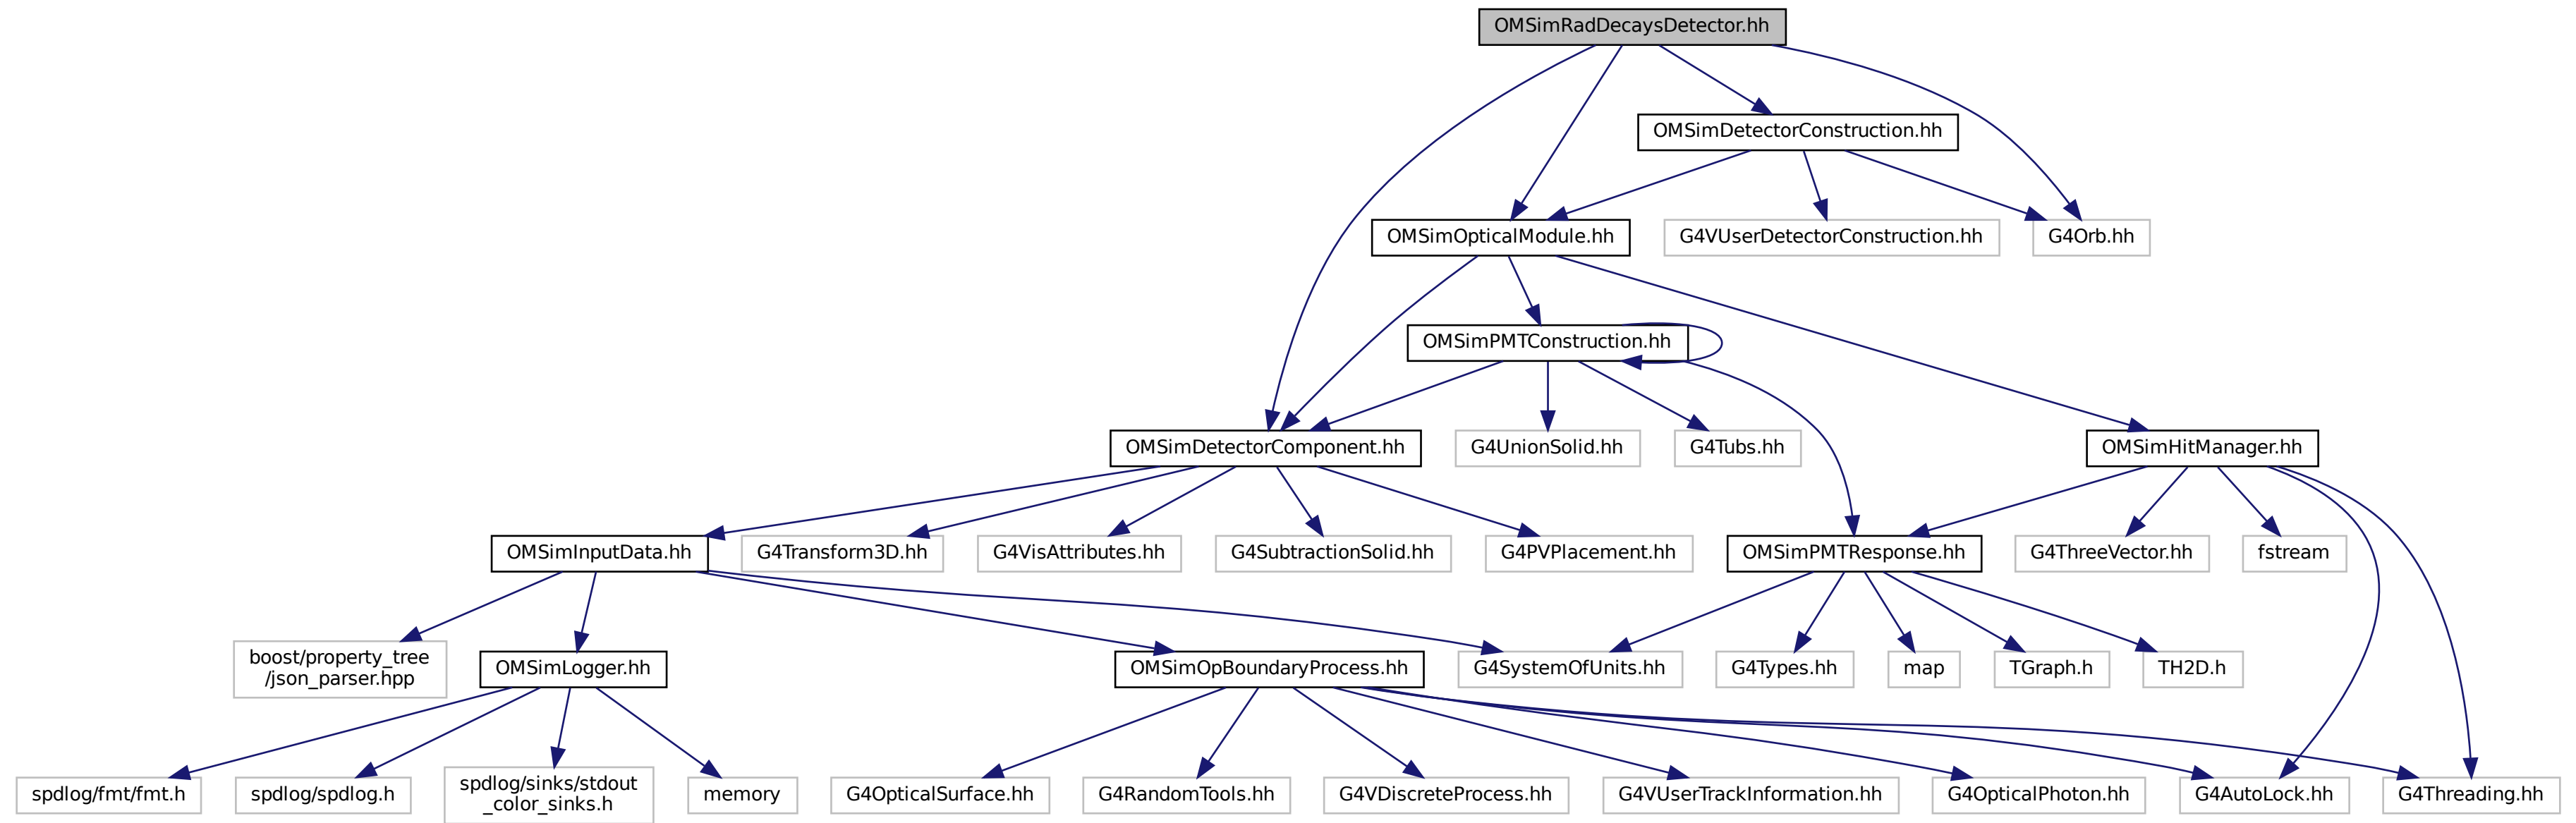 OMSimRadDecaysDetector.hh
OMSimDetectorConstruction.hh
OMSimOpticalModule.hh
G4VUserDetectorConstruction.hh
G4Orb.hh
OMSimPMTConstruction.hh
OMSimDetectorComponent.hh
G4UnionSolid.hh
G4Tubs.hh
OMSimHitManager.hh
OMSimInputData.hh
G4Transform3D.hh
G4VisAttributes.hh
G4SubtractionSolid.hh
G4PVPlacement.hh
OMSimPMTResponse.hh
G4ThreeVector.hh
fstream
boost/property_tree
/json_parser.hpp
OMSimLogger.hh
OMSimOpBoundaryProcess.hh
G4SystemOfUnits.hh
G4Types.hh
map
TGraph.h
TH2D.h
spdlog/fmt/fmt.h
spdlog/spdlog.h
spdlog/sinks/stdout
_color_sinks.h
memory
G4OpticalSurface.hh
G4RandomTools.hh
G4VDiscreteProcess.hh
G4VUserTrackInformation.hh
G4OpticalPhoton.hh
G4AutoLock.hh
G4Threading.hh